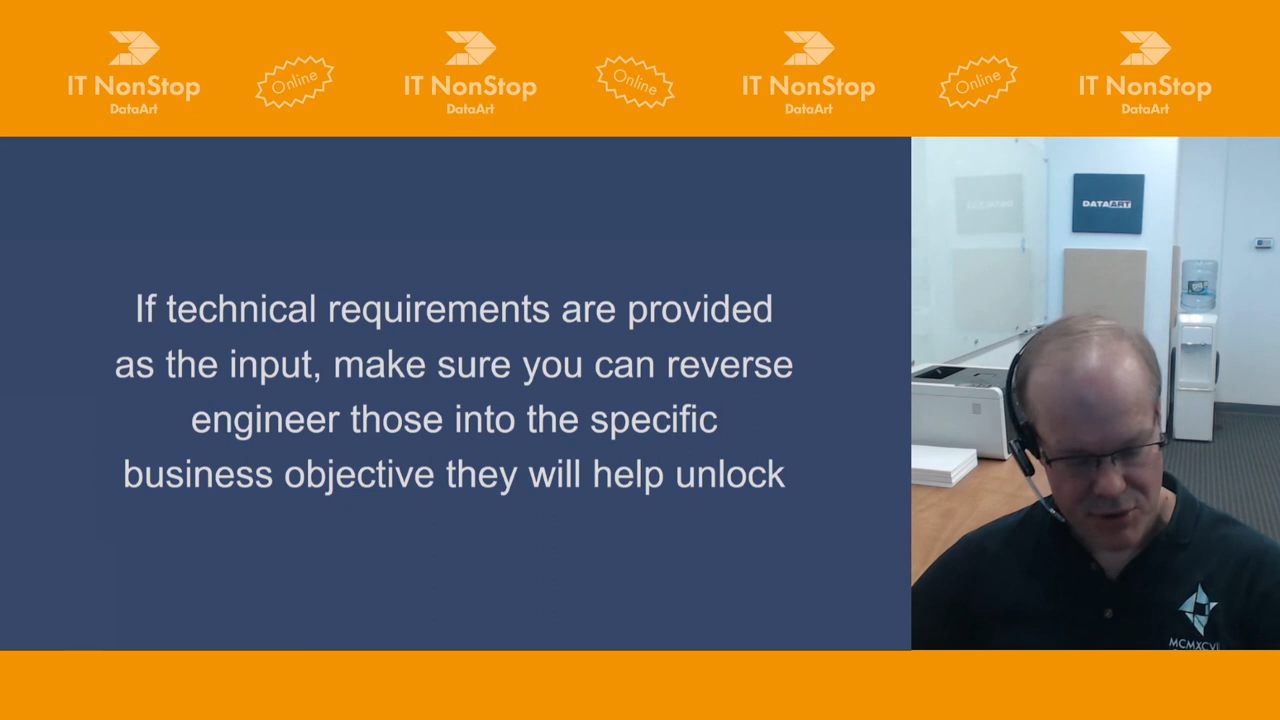 IT NonStop
DataArt
Online
IT NonStop
DataArt
Online
IT NonStop
DataArt
Online
IT NonStop
DataArt
If technical requirements are provided
as the input, make sure you can reverse
engineer those into the specific
business objective they will help unlock
DATAART